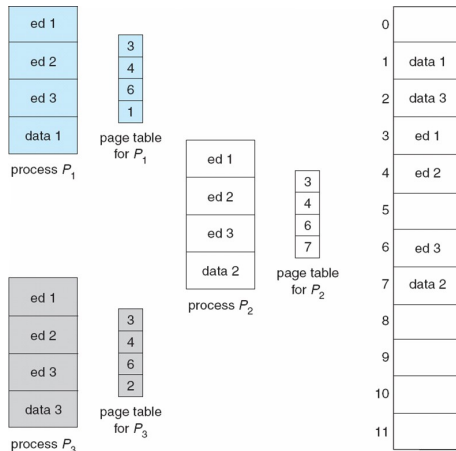 ed 1
ed 2
ed 3
data 1
process P1
3
4
6
1
page table
for P1
ed 1
ed 2
ed 3
data 2
process P2
3
4
6
7
page table
for P2
ed 1
ed 2
ed 3
data 3
process P3
3
4
6
2
page table
for P3
0
1 data 1
2 data 3
3 ed 1
4 ed 2
5
6 ed 3
7 data 2
8
9
10
11